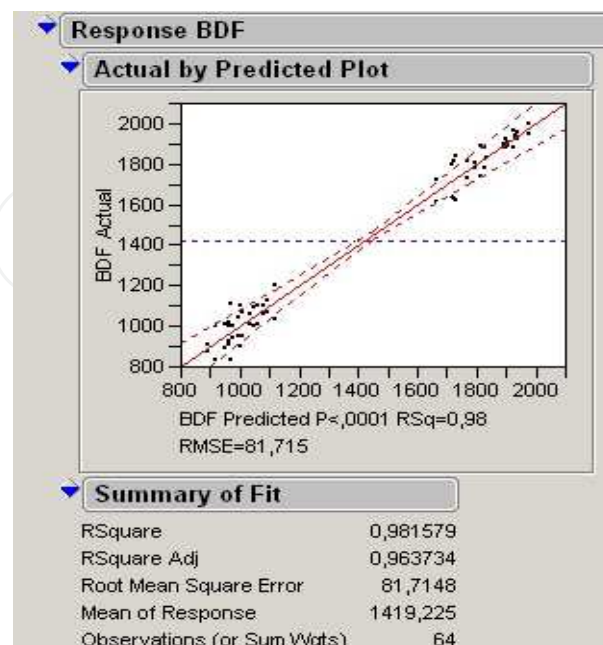 Response BDF
Actual by Predicted Plot
2000
1800
1600
1400
1200
1000
800
BDF Actual
800 1000 1200 1400 1600 1800 2000
BDF Predicted P<,0001 RSq=0,98
RMSE=81,715
Summary of Fit
RSquare 0,981579
RSquare Adj 0,963734
Root Mean Square Error 81,7148
Mean of Response 1419,225
Observations (or Sum Wgts) 64